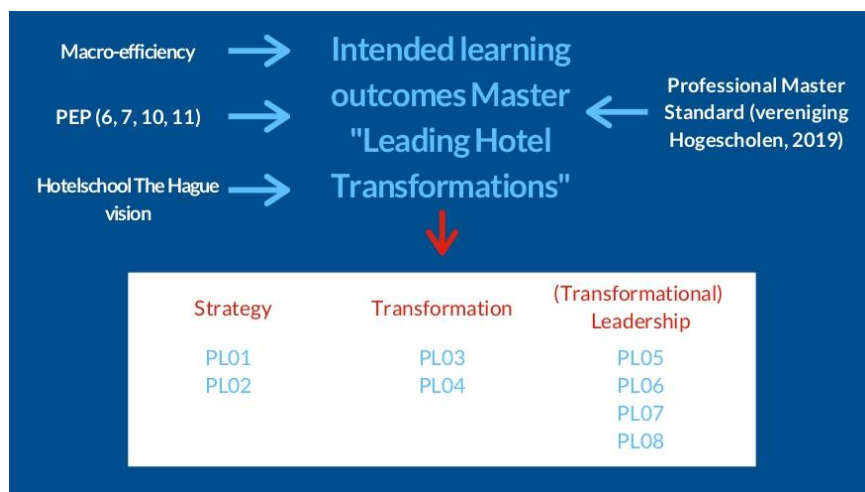 Macro-efficiency
PEP (6, 7, 10, 11)
Hotelschool The Hague
vision
Intended learning
outcomes Master
"Leading Hotel
Transformations"
Professional Master
Standard (vereniging
Hogescholen, 2019)
Strategy
PL01
PL02
Transformation
PL03
PL04
(Transformational)
Leadership
PL05
PL06
PL07
PL08